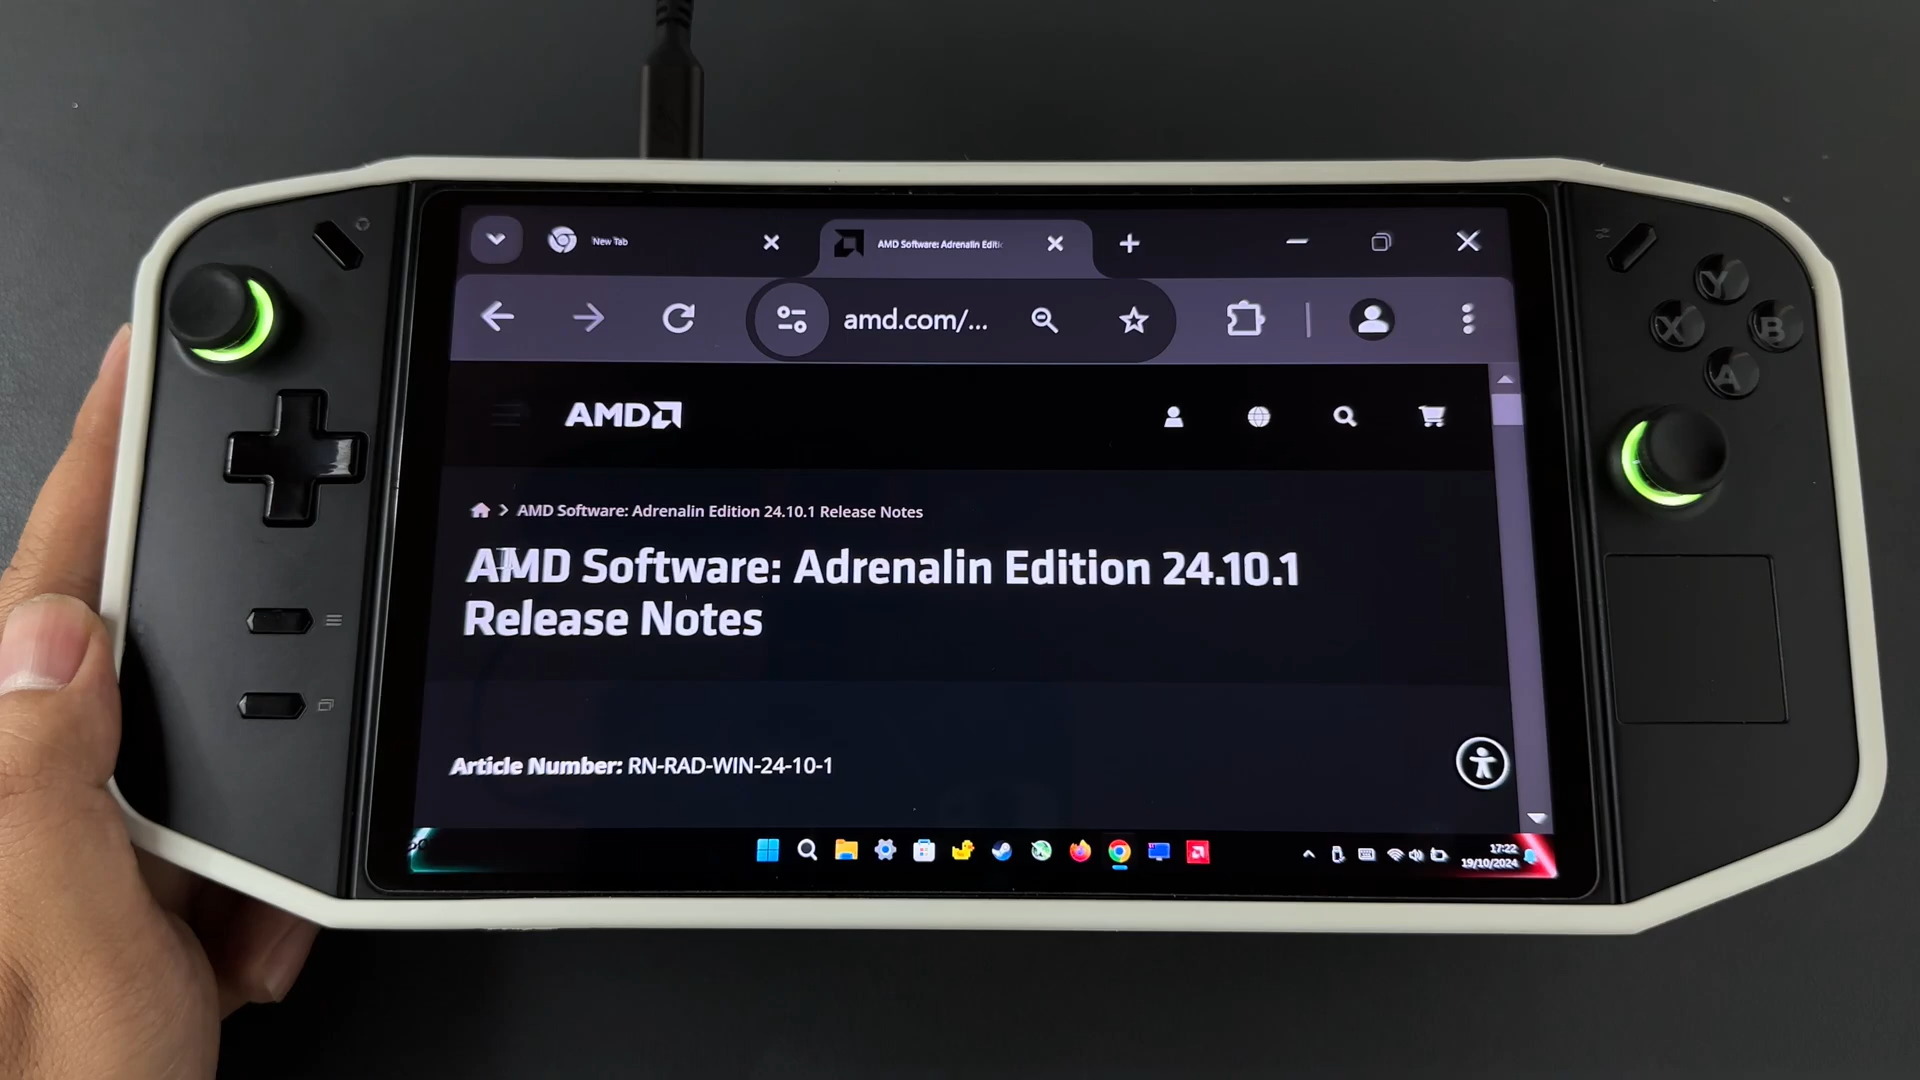 New Tab
AMD Software: Adrenalin Editi
amd.com/...
AMD
AMD Software: Adrenalin Edition 24.10.1 Release Notes
AMD Software: Adrenalin Edition 24.10.1
Release Notes
Article Number: RN-RAD-WIN-24-10-1
17:22
19/10/2024
Y
X
B
A